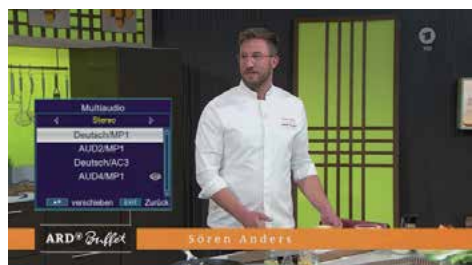 Multiaudio
Stereo
Deutsch/MP1
AUD2/MP1
Deutsch/AC3
AUD4/MP1
verschieben Exit Zurück
ARD Buffet
Sören Anders